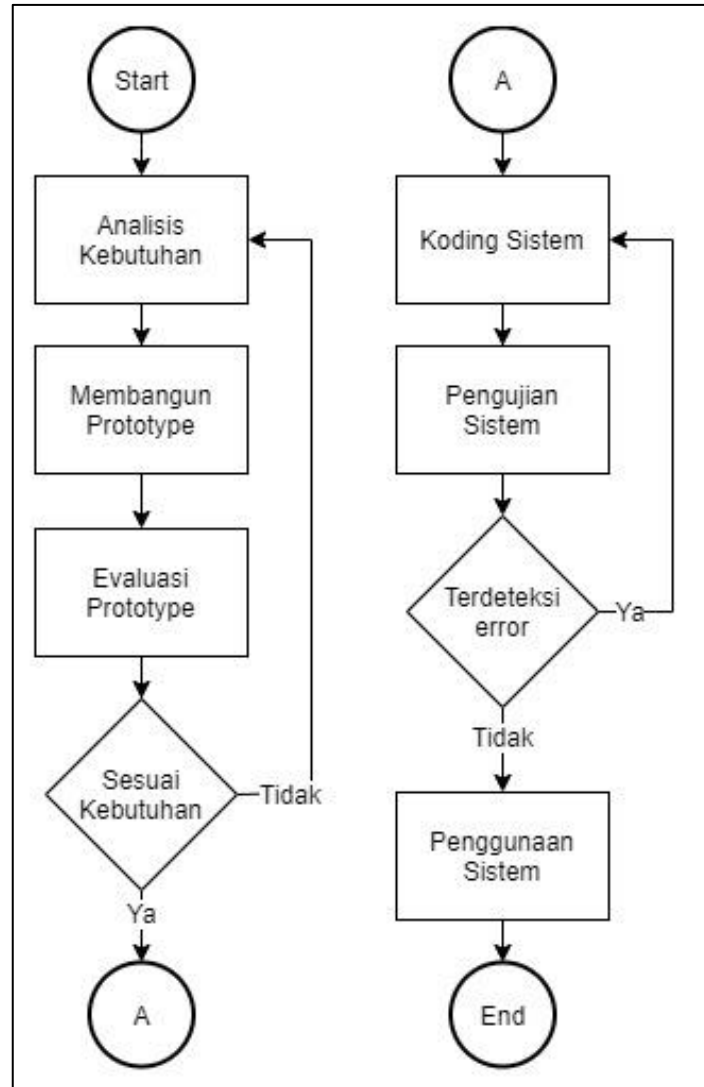 Start
Analisis
Kebutuhan
Membangun
Prototype
Evaluasi
Prototype
Sesuai
Kebutuhan
Tidak
Ya
A
A
Koding Sistem
Pengujian
Sistem
Terdeteksi
error
Ya
Tidak
Penggunaan
Sistem
End